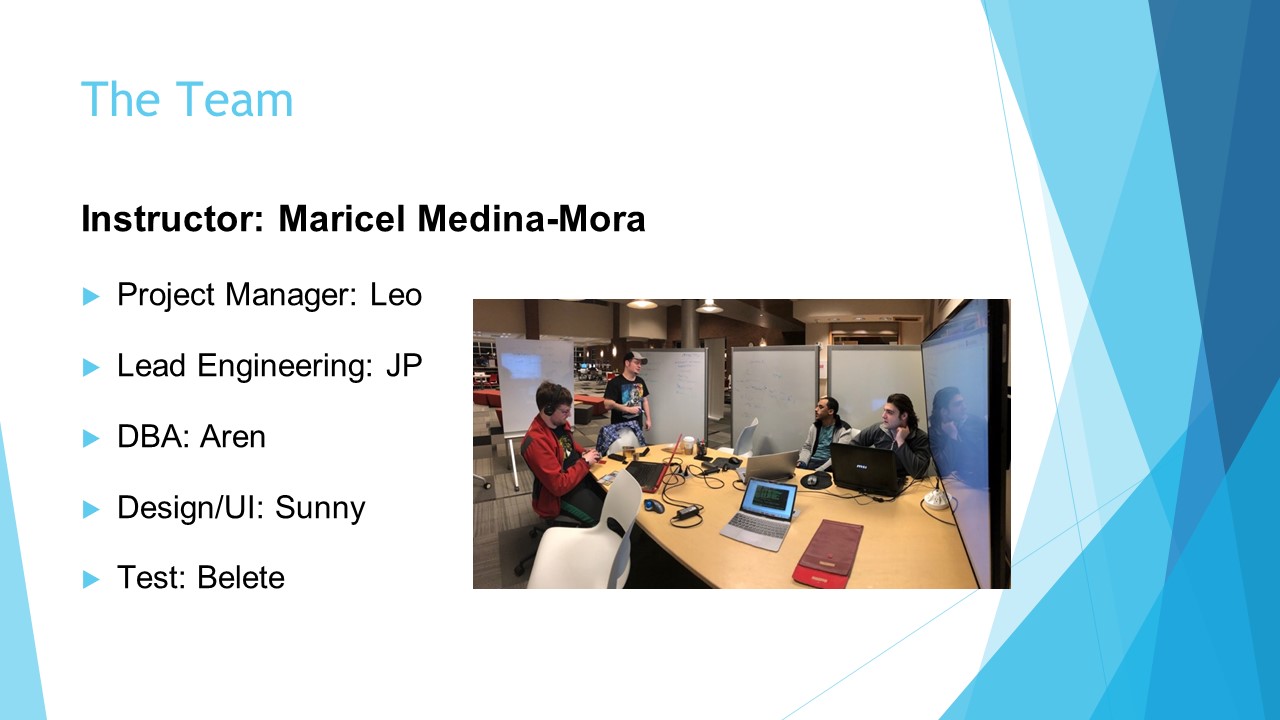 The Team
Instructor: Maricel Medina-Mora
Project Manager: Leo
Lead Engineering: JP
DBA: Aren
Design/UI: Sunny
Test: Belete